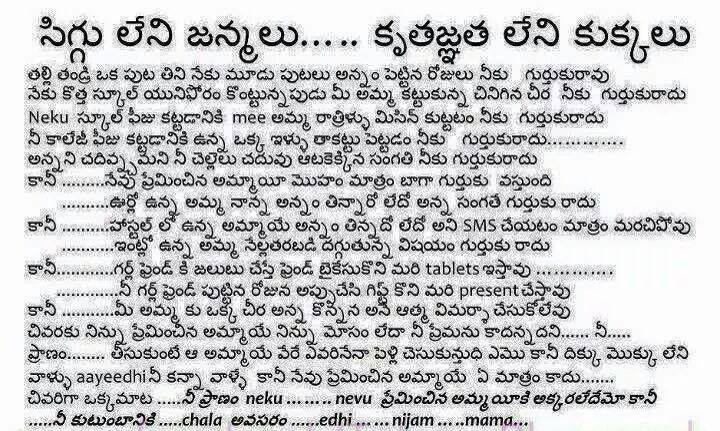 సిగ్గు లేని జన్మలు..... కృతజ్ఞత లేని కుక్కలు
తల్లి తండ్రి ఒక పుట తిని నేకు మూడు పుటలు అన్నం పెట్టిన రోజులు నీకు గుర్తుకురావు
నేకు కొత్త స్కూల్ యునిఫోరం కొంట్టున్నపుడు మీ అమ్మ కట్టుకున్న చినిగిన చీర నీకు గుర్తుకురాదు
Neku స్కూల్ ఫీజు కట్టడానికి mee అమ్మ రాత్రిళ్ళు మిసిన్ కుట్టటం నీకు గుర్తుకురాదు
నీ కాలేజీ ఫీజు కట్టడానికి ఉన్న ఒక్క ఇళ్ళు తాకట్టు పెట్టడం నీకు గుర్తుకురాదు.............
అన్న ని చదివ్న్చమని నీ చెల్లేలు చదువు ఆటకెక్కిన సంగతి నీకు గుర్తుకురాదు
కానీ .........నేవు ప్రేమించిన అమ్మాయీ మొహం మాత్రం బాగా గుర్తుకు వస్తుంది
.........ఊర్లో ఉన్న అమ్మ నాన్న అన్నం తిన్నారో లేదో అన్న సంగతే గుర్తుకు రాదు
కానీ .........హాస్టల్ లో ఉన్న అమ్మాయే అన్నం తిన్నదో లేదో అని SMS చేయటం మాత్రం మరచిపోవు
.........ఇంట్లో ఉన్న అమ్మ నేల్లతరబడి దగ్గుతున్న విషయం గుర్తుకు రాదు
కానీ..........గర్ల్ ఫ్రెండ్ కి జలుబు చేస్తే ఫ్రెండ్ బైకేసుకొని మరి tablets ఇస్తావు .............
..........నీ గర్ల్ ఫ్రెండ్ పుట్టిన రోజున అప్పుచేసి గిఫ్ట్ కొని మరి present చేస్తావు
కానీ ..........మీ అమ్మ కు ఒక్క చీర అన్న కొన్నన అనే ఆత్మ విమర్శా చేసుకోలేవు
చివరకు నిన్ను ప్రేమించిన అమ్మాయే నిన్ను మోసం లేదా నీ ప్రేమను కాదన్నదని...... నీ.....
ప్రాణం........ తీసుకుంటే ఆ అమ్మాయే వేరే ఎవరినేనా పెళ్లి చెసుకున్తుధి ఎమొ కానీ దిక్కు మొక్కు లేని
వాళ్ళు aayeedhi నీ కన్నా వాళ్ళే కానీ నేవు ప్రేమించిన అమ్మాయే ఏ మాత్రం కాదు.......
చివరిగా ఒక్కమాట .....నీ ప్రాణం neku ........ nevu ప్రేమించిన అమ్మయీకి అక్కరలేదేమో కానీ
.....నీ కుటుంబానికి .....chala అవసరం ......edhi ......nijam .....mama...